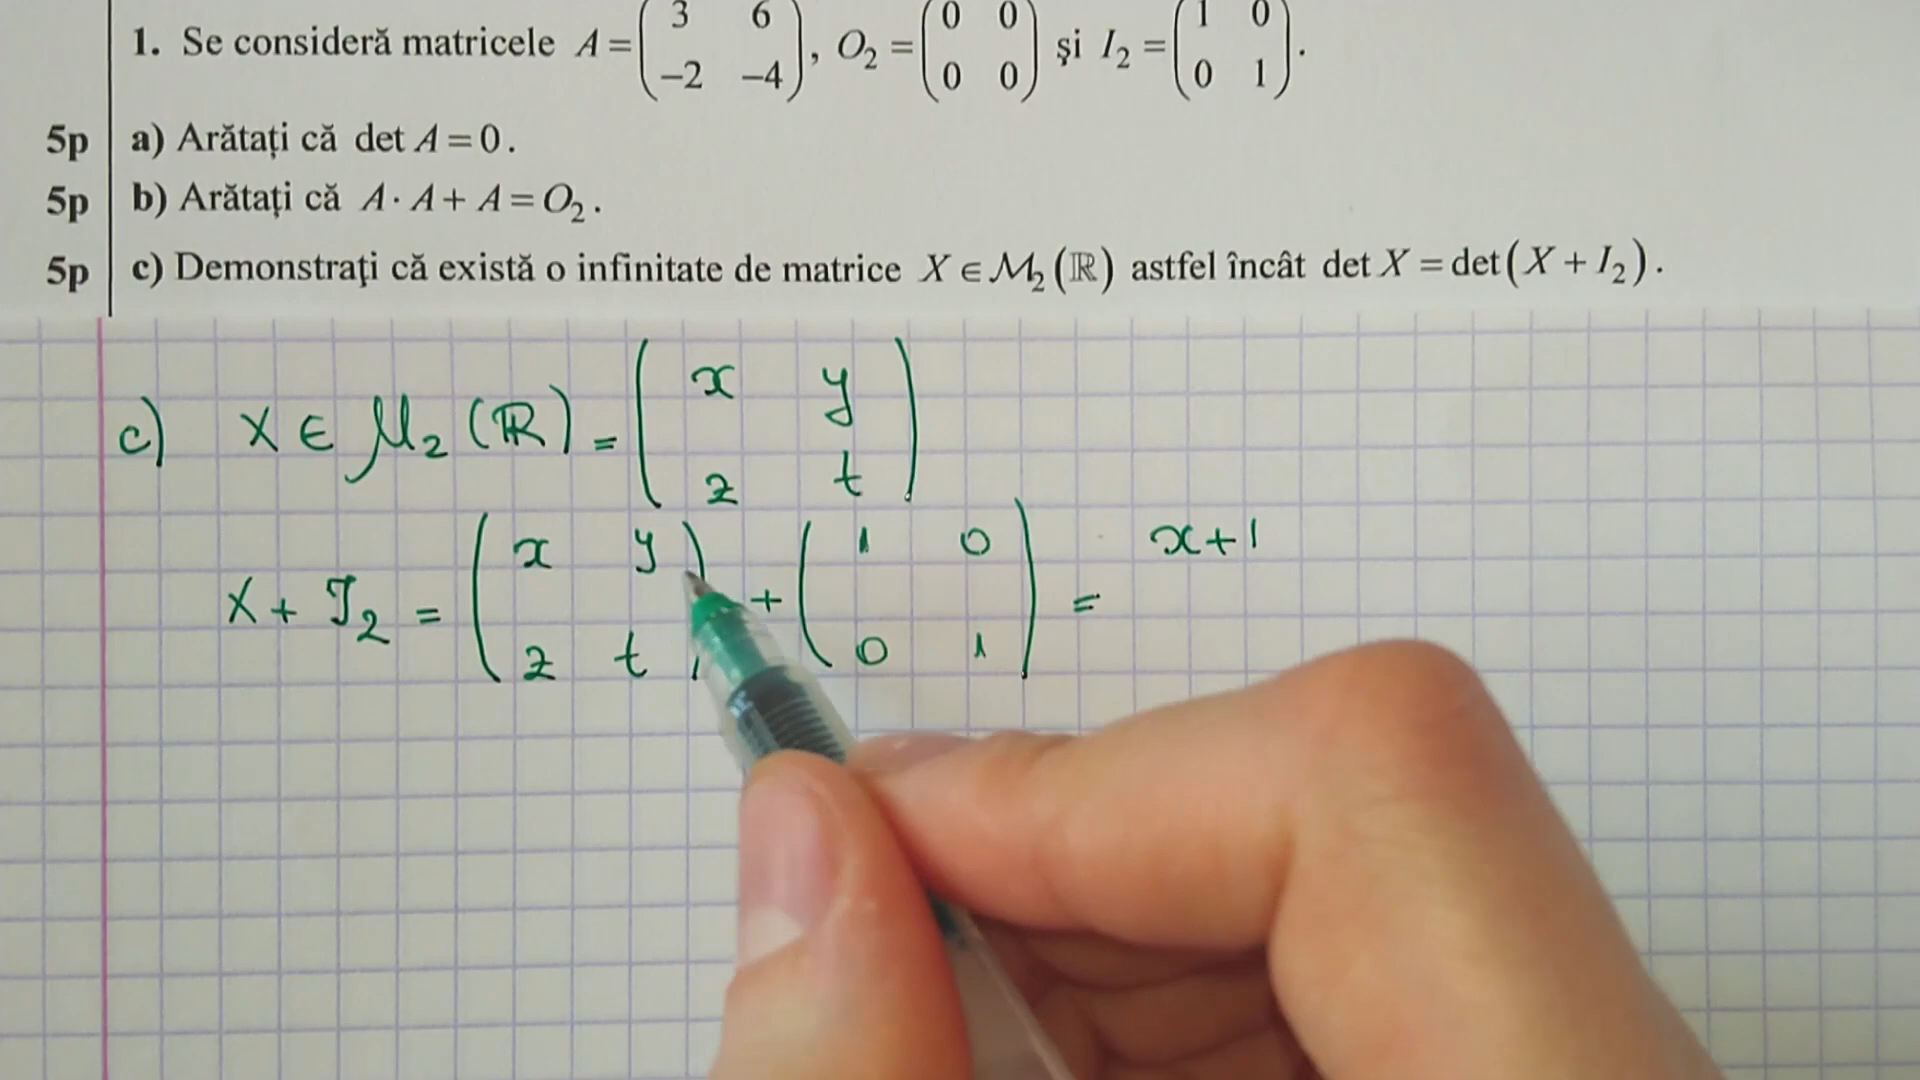 1. Se consideră matricele A = ( 3 6 ; −2 −4 ), O₂ = ( 0 0 ; 0 0 ) şi I₂ = ( 1 0 ; 0 1 ).
5p a) Arătați că det A = 0.
5p b) Arătați că A · A + A = O₂.
5p c) Demonstraţi că există o infinitate de matrice X ∈ M₂(ℝ) astfel încât det X = det(X + I₂).
c) X ∈ M₂(ℝ) = ( x y ; z t )
X + I₂ = ( x y ; z t ) + ( 1 0 ; 0 1 ) = x+1